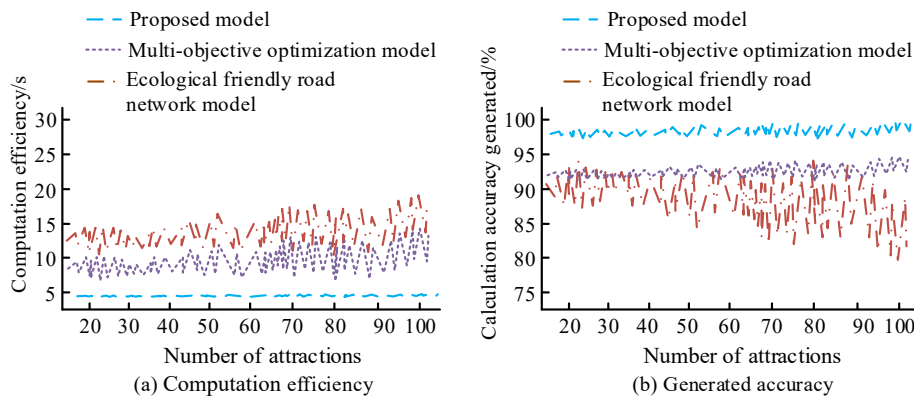 Proposed model
Multi-objective optimization model
Ecological friendly road
network model
Computation efficiency/s
30
25
20
15
10
5
20 30 40 50 60 70 80 90 100
Number of attractions
(a) Computation efficiency
Proposed model
Multi-objective optimization model
Ecological friendly road
network model
Calculation accuracy generated/%
100
95
90
85
80
75
20 30 40 50 60 70 80 90 100
Number of attractions
(b) Generated accuracy